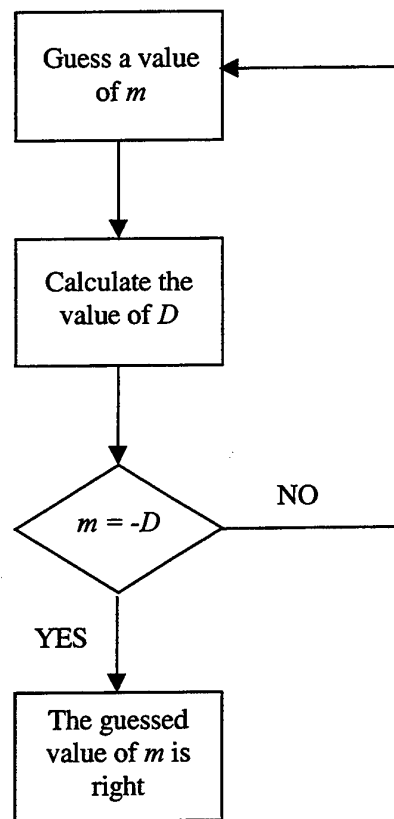 Guess a value
of m
Calculate the
value of D
m = -D
NO
YES
The guessed
value of m is
right